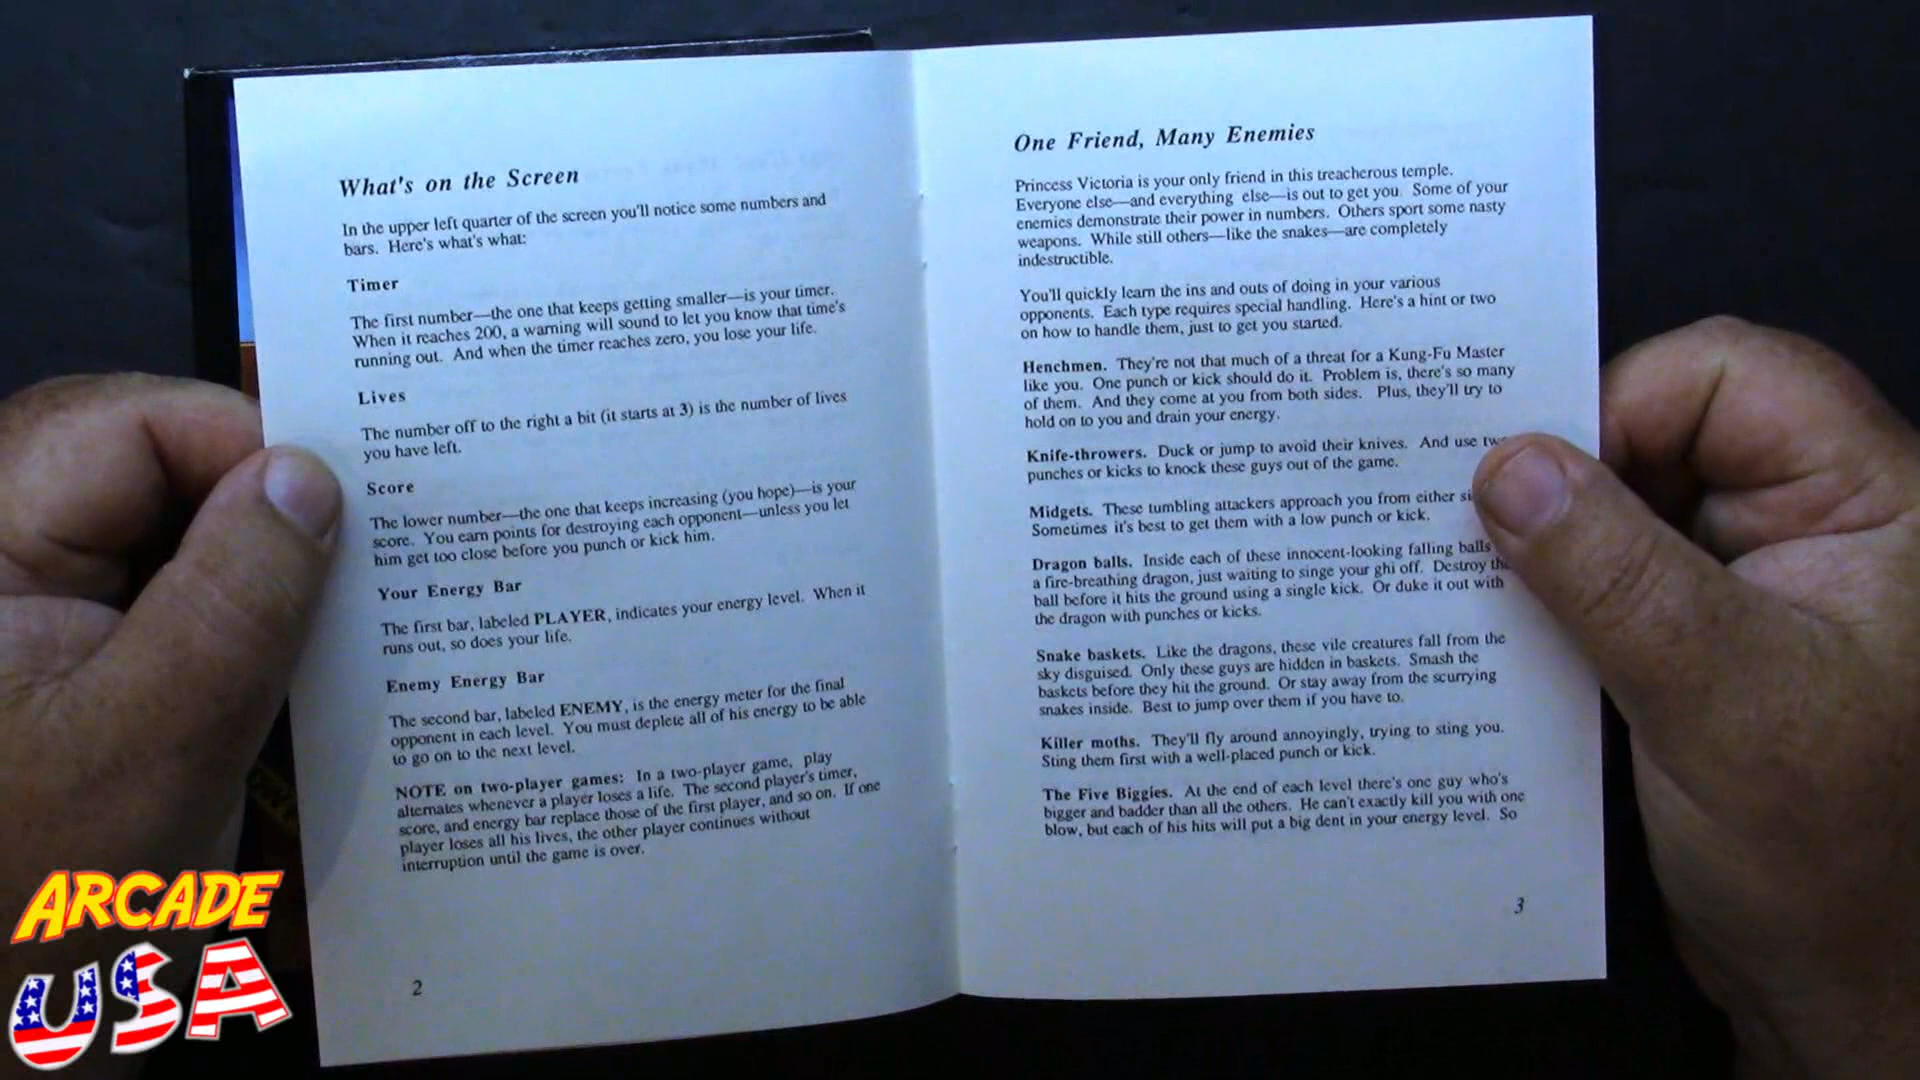 What's on the Screen
In the upper left quarter of the screen you'll notice some numbers and
bars. Here's what's what:
Timer
The first number—the one that keeps getting smaller—is your timer.
When it reaches 200, a warning will sound to let you know that time's
running out. And when the timer reaches zero, you lose your life.
Lives
The number off to the right a bit (it starts at 3) is the number of lives
you have left.
Score
The lower number—the one that keeps increasing (you hope)—is your
score. You earn points for destroying each opponent—unless you let
him get too close before you punch or kick him.
Your Energy Bar
The first bar, labeled PLAYER, indicates your energy level. When it
runs out, so does your life.
Enemy Energy Bar
The second bar, labeled ENEMY, is the energy meter for the final
opponent in each level. You must deplete all of his energy to be able
to go on to the next level.
NOTE on two-player games: In a two-player game, play
alternates whenever a player loses a life. The second player's timer,
score, and energy bar replace those of the first player, and so on. If one
player loses all his lives, the other player continues without
interruption until the game is over.
2
One Friend, Many Enemies
Princess Victoria is your only friend in this treacherous temple.
Everyone else—and everything else—is out to get you. Some of your
enemies demonstrate their power in numbers. Others sport some nasty
weapons. While still others—like the snakes—are completely
indestructible.
You'll quickly learn the ins and outs of doing in your various
opponents. Each type requires special handling. Here's a hint or two
on how to handle them, just to get you started.
Henchmen. They're not that much of a threat for a Kung-Fu Master
like you. One punch or kick should do it. Problem is, there's so many
of them. And they come at you from both sides. Plus, they'll try to
hold on to you and drain your energy.
Knife-throwers. Duck or jump to avoid their knives. And use
punches or kicks to knock these guys out of the game.
Midgets. These tumbling attackers approach you from either
Sometimes it's best to get them with a low punch or kick.
Dragon balls. Inside each of these innocent-looking falling balls
a fire-breathing dragon, just waiting to singe your ghi off. Destroy the
ball before it hits the ground using a single kick. Or duke it out with
the dragon with punches or kicks.
Snake baskets. Like the dragons, these vile creatures fall from the
sky disguised. Only these guys are hidden in baskets. Smash the
baskets before they hit the ground. Or stay away from the scurrying
snakes inside. Best to jump over them if you have to.
Killer moths. They'll fly around annoyingly, trying to sting you.
Sting them first with a well-placed punch or kick.
The Five Biggies. At the end of each level there's one guy who's
bigger and badder than all the others. He can't exactly kill you with one
blow, but each of his hits will put a big dent in your energy level. So
3
ARCADE
USA